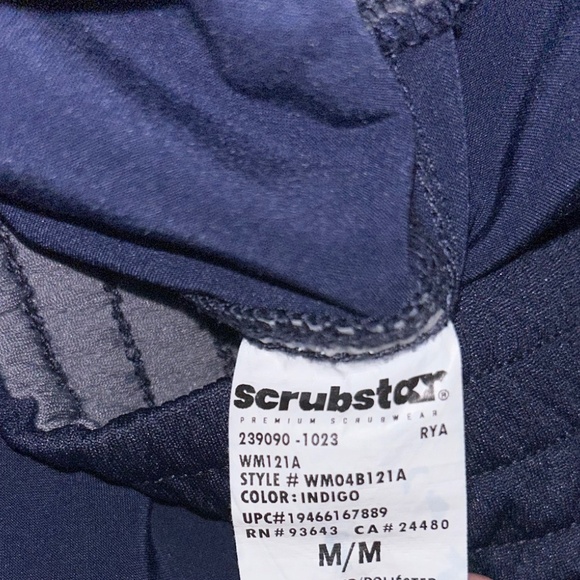 scrubstar®
PREMIUM SCRUBWEAR
239090 -1023 RYA
WM121A
STYLE # WM04B121A
COLOR: INDIGO
UPC#19466167889
RN# 93643 CA# 24480
M/M